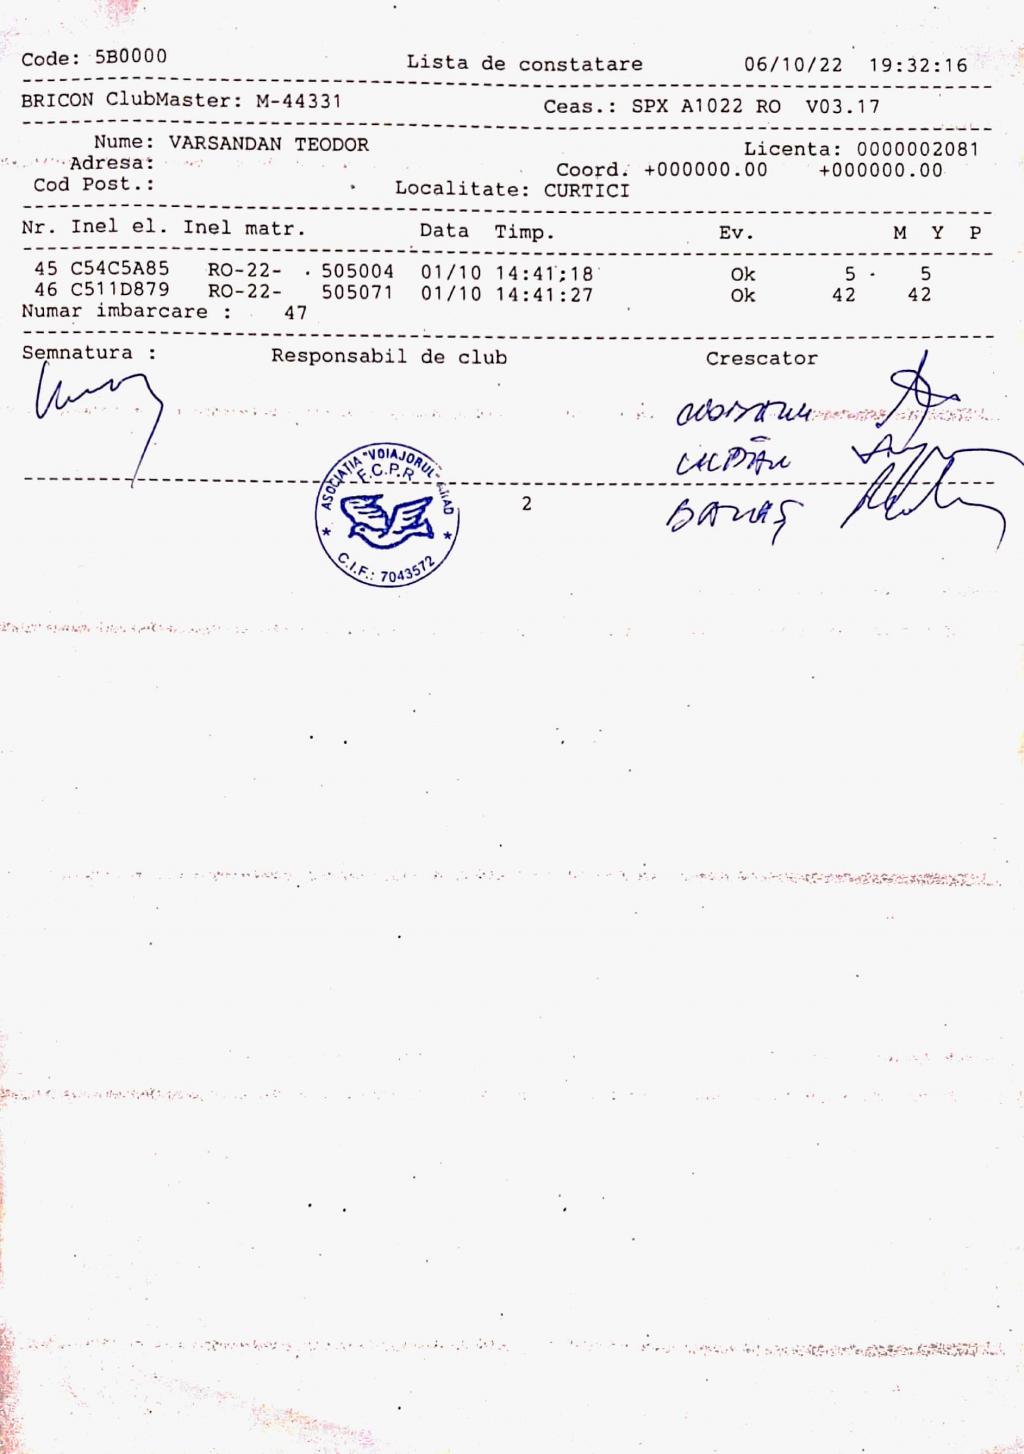 Code: 5B0000 Lista de constatare 06/10/22 19:32:16
BRICON ClubMaster: M-44331 Ceas.: SPX A1022 RO V03.17
Nume: VARSANDAN TEODOR Licenta: 0000002081
Adresa: Coord. +000000.00 +000000.00
Cod Post.: Localitate: CURTICI
Nr. Inel el. Inel matr. Data Timp. Ev. M Y P
45 C54C5A85 RO-22- 505004 01/10 14:41:18 Ok 5 5
46 C511D879 RO-22- 505071 01/10 14:41:27 Ok 42 42
Numar imbarcare : 47
Semnatura : Responsabil de club Crescator
ASOCIATIA "VOIAJORUL" ARAD
F.C.P.R
C.I.F.: 7043572
2